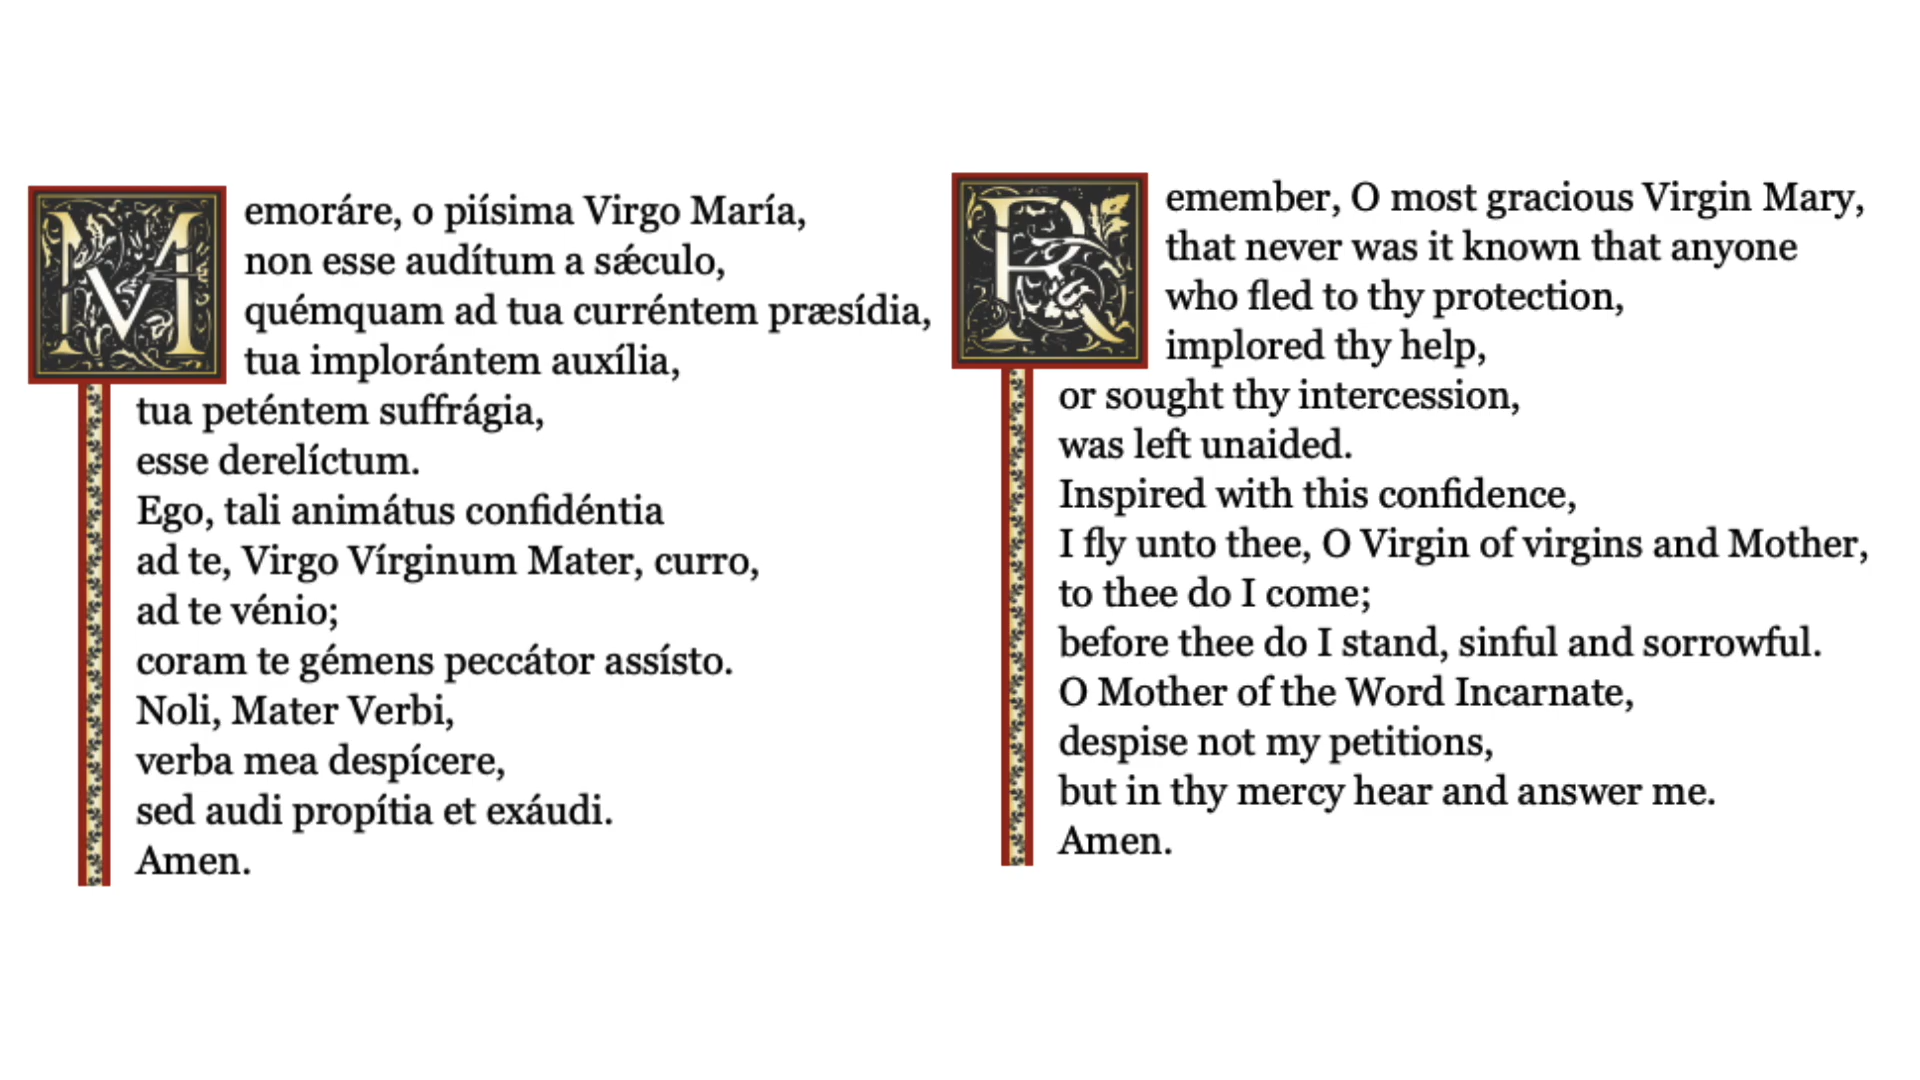 Memoráre, o piísima Virgo María,
non esse audítum a sǽculo,
quémquam ad tua curréntem præsídia,
tua implorántem auxília,
tua peténtem suffrágia,
esse derelíctum.
Ego, tali animátus confidéntia
ad te, Virgo Vírginum Mater, curro,
ad te vénio;
coram te gémens peccátor assísto.
Noli, Mater Verbi,
verba mea despícere,
sed audi propítia et exáudi.
Amen.
Remember, O most gracious Virgin Mary,
that never was it known that anyone
who fled to thy protection,
implored thy help,
or sought thy intercession,
was left unaided.
Inspired with this confidence,
I fly unto thee, O Virgin of virgins and Mother,
to thee do I come;
before thee do I stand, sinful and sorrowful.
O Mother of the Word Incarnate,
despise not my petitions,
but in thy mercy hear and answer me.
Amen.